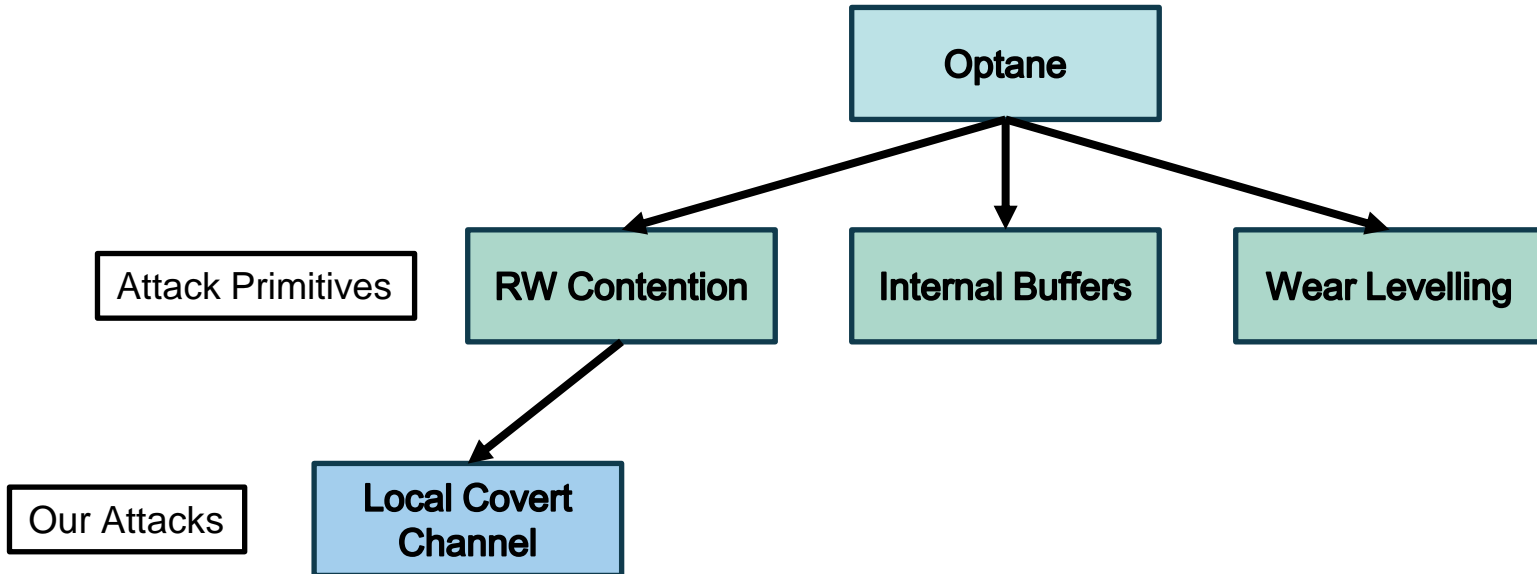 Optane
Attack Primitives
RW Contention
Internal Buffers
Wear Levelling
Our Attacks
Local Covert
Channel